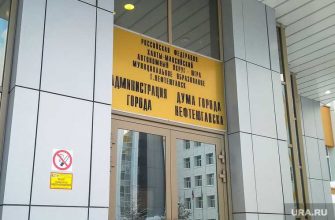 РОССИЙСКАЯ ФЕДЕРАЦИЯ
ХАНТЫ-МАНСИЙСКИЙ
АВТОНОМНЫЙ ОКРУГ - ЮГРА
МУНИЦИПАЛЬНОЕ ОБРАЗОВАНИЕ
Г. НЕФТЕЮГАНСК
АДМИНИСТРАЦИЯ
ГОРОДА
ДУМА ГОРОДА
НЕФТЕЮГАНСКА
URA.RU